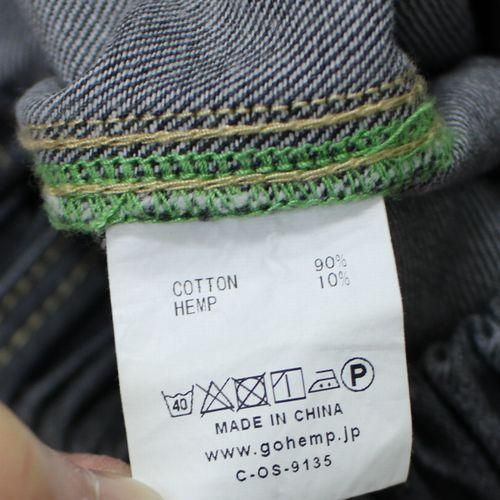 COTTON 90%
HEMP 10%
40 P
MADE IN CHINA
www.gohemp.jp
C-OS-9135